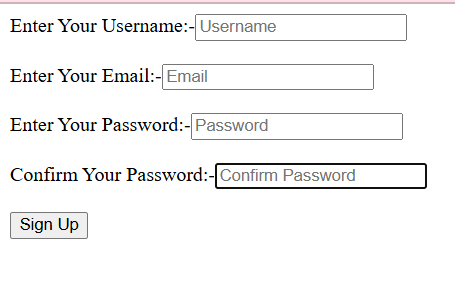 Enter Your Username:-Username
Enter Your Email:-Email
Enter Your Password:-Password
Confirm Your Password:-Confirm Password
Sign Up